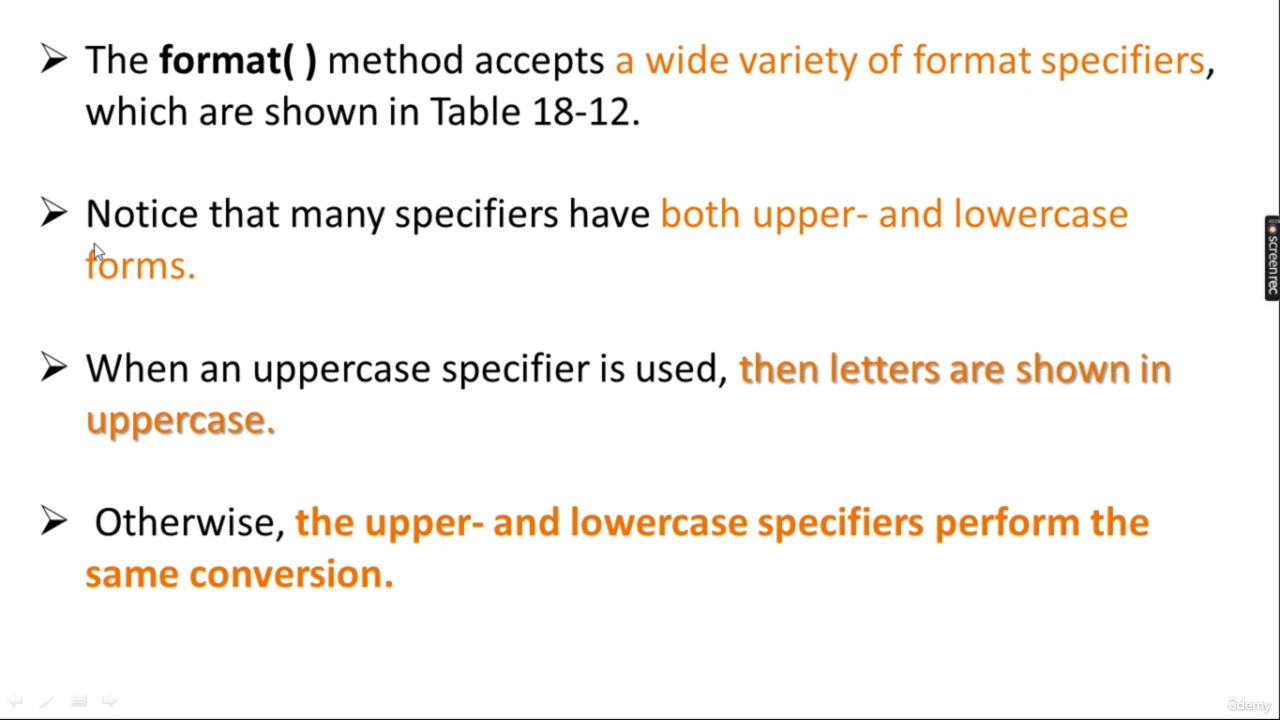 The format( ) method accepts a wide variety of format specifiers,
which are shown in Table 18-12.
Notice that many specifiers have both upper- and lowercase
forms.
When an uppercase specifier is used, then letters are shown in
uppercase.
Otherwise, the upper- and lowercase specifiers perform the
same conversion.
screenrec
ûdemy